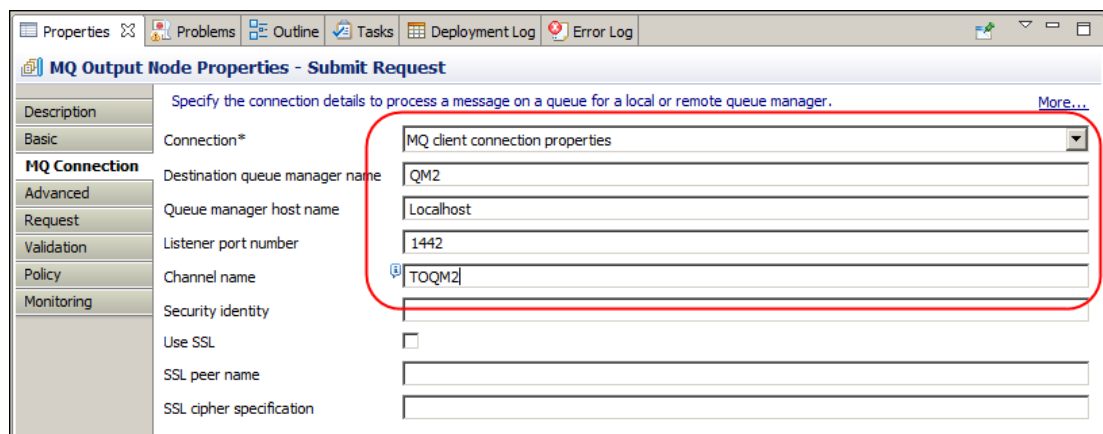 Properties Problems Outline Tasks Deployment Log Error Log
MQ Output Node Properties - Submit Request
Description
Basic
MQ Connection
Advanced
Request
Validation
Policy
Monitoring
Specify the connection details to process a message on a queue for a local or remote queue manager. More...
Connection* MQ client connection properties
Destination queue manager name QM2
Queue manager host name Localhost
Listener port number 1442
Channel name TOQM2
Security identity
Use SSL
SSL peer name
SSL cipher specification